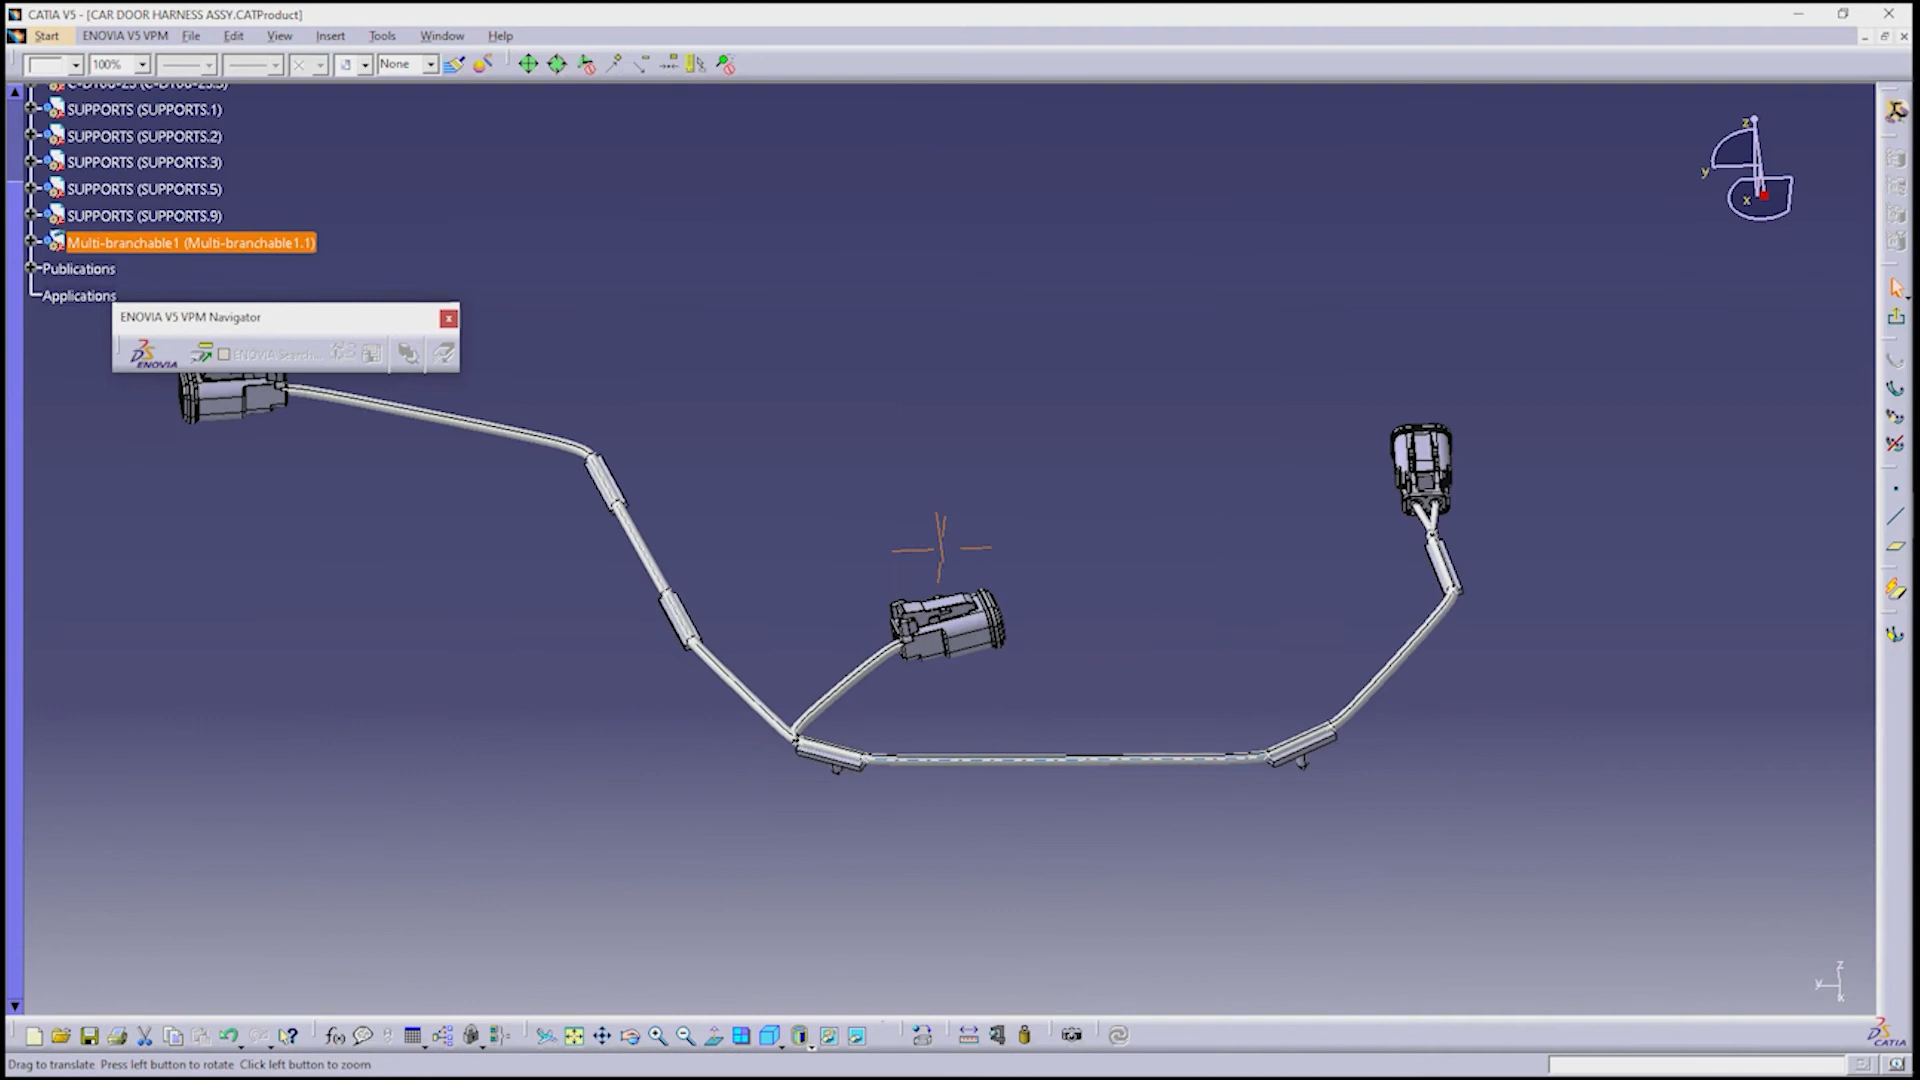 CATIA V5 - [CAR DOOR HARNESS ASSY.CATProduct]
Start ENOVIA V5 VPM File Edit View Insert Tools Window Help
100% None
SUPPORTS (SUPPORTS.1)
SUPPORTS (SUPPORTS.2)
SUPPORTS (SUPPORTS.3)
SUPPORTS (SUPPORTS.5)
SUPPORTS (SUPPORTS.9)
Multi-branchable1 (Multi-branchable1.1)
Publications
Applications
ENOVIA V5 VPM Navigator
ENOVIA
ENOVIA Search...
z
y
x
z
y
x
f(x)
CATIA
Drag to translate Press left button to rotate Click left button to zoom